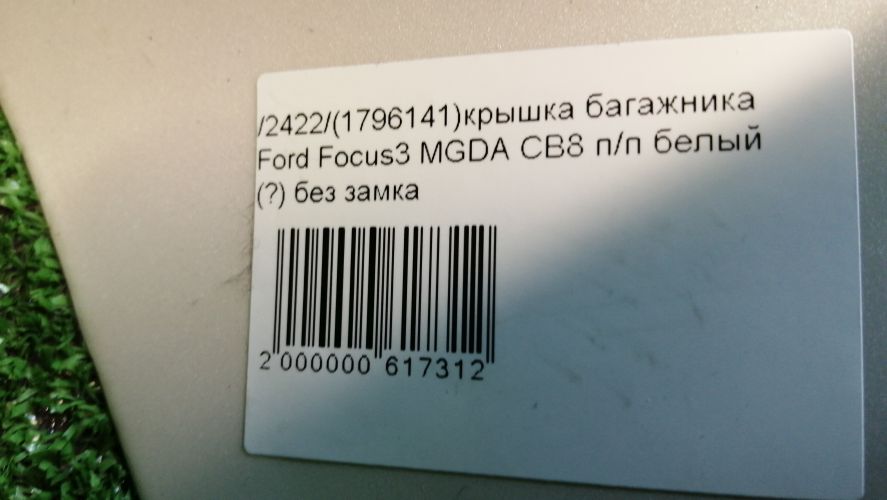 /2422/(1796141)крышка багажника
Ford Focus3 MGDA CB8 п/п белый
(?) без замка
2 000000 617312